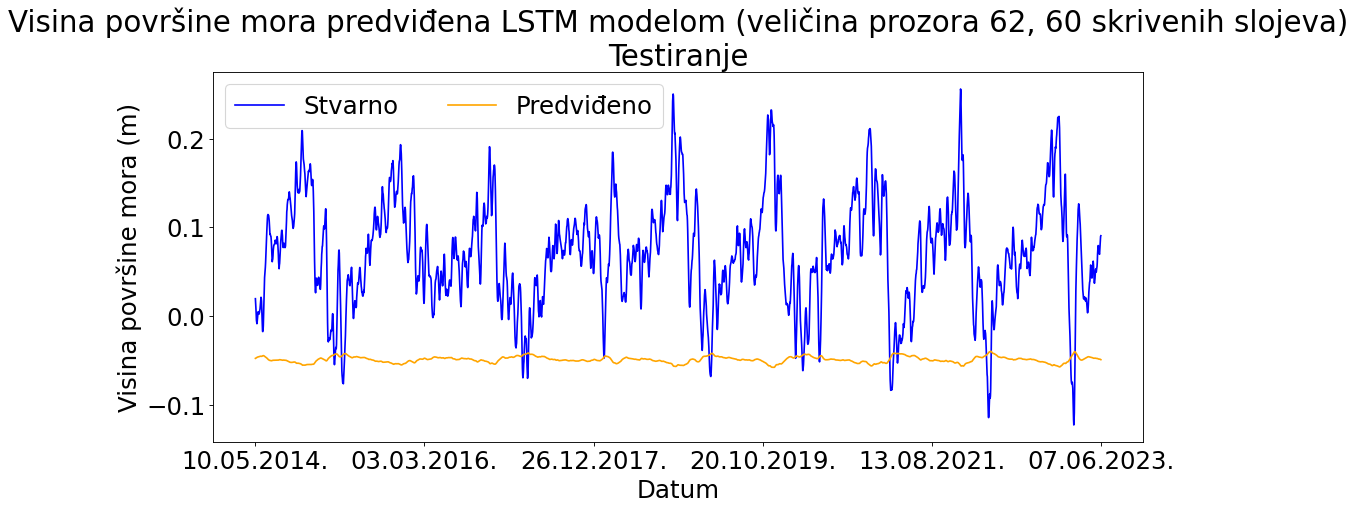 Visina površine mora predviđena LSTM modelom (veličina prozora 62, 60 skrivenih slojeva)
Testiranje
Stvarno
Predviđeno
Visina površine mora (m)
0.2
0.1
0.0
−0.1
10.05.2014.
03.03.2016.
26.12.2017.
20.10.2019.
13.08.2021.
07.06.2023.
Datum